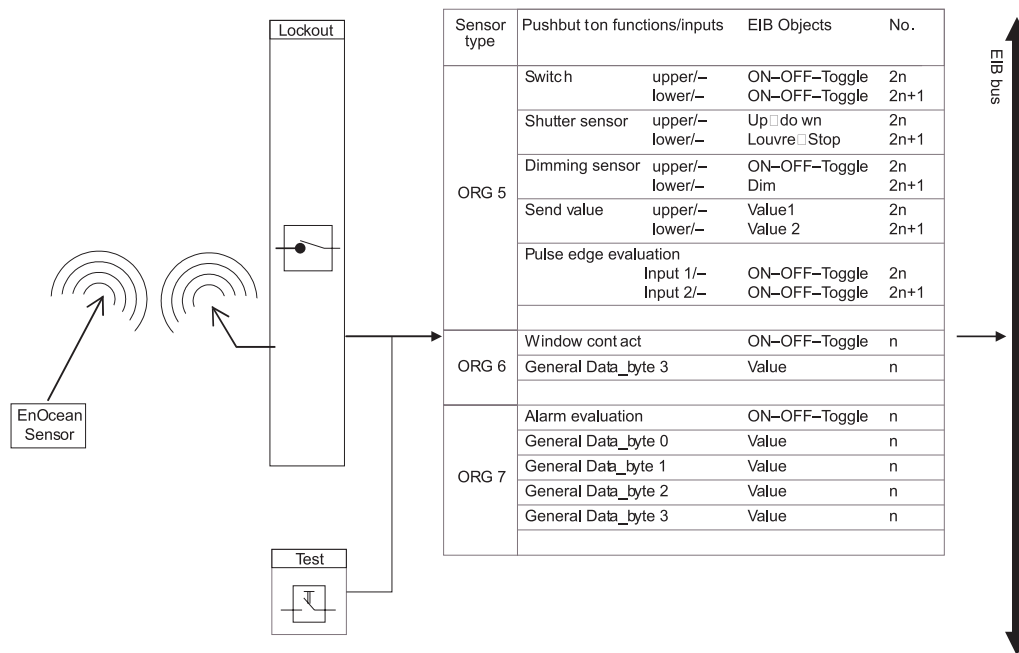 Lockout
Sensor type Pushbut ton functions/inputs EIB Objects No.
ORG 5
Switch upper/– ON–OFF–Toggle 2n
lower/– ON–OFF–Toggle 2n+1
Shutter sensor upper/– Up□do wn 2n
lower/– Louvre□Stop 2n+1
Dimming sensor upper/– ON–OFF–Toggle 2n
lower/– Dim 2n+1
Send value upper/– Value1 2n
lower/– Value 2 2n+1
Pulse edge evaluation
Input 1/– ON–OFF–Toggle 2n
Input 2/– ON–OFF–Toggle 2n+1
ORG 6
Window cont act ON–OFF–Toggle n
General Data_byte 3 Value n
ORG 7
Alarm evaluation ON–OFF–Toggle n
General Data_byte 0 Value n
General Data_byte 1 Value n
General Data_byte 2 Value n
General Data_byte 3 Value n
EIB bus
EnOcean
Sensor
Test